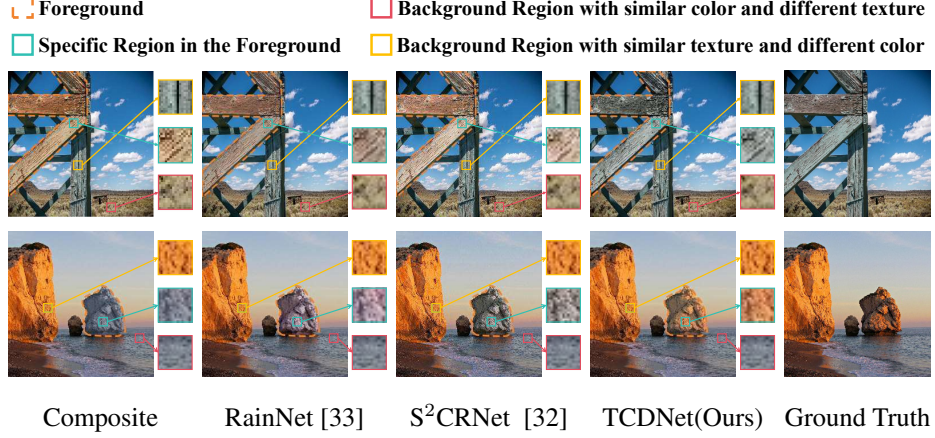 Foreground
Background Region with similar color and different texture
Specific Region in the Foreground
Background Region with similar texture and different color
Composite
RainNet [33]
S²CRNet [32]
TCDNet(Ours)
Ground Truth